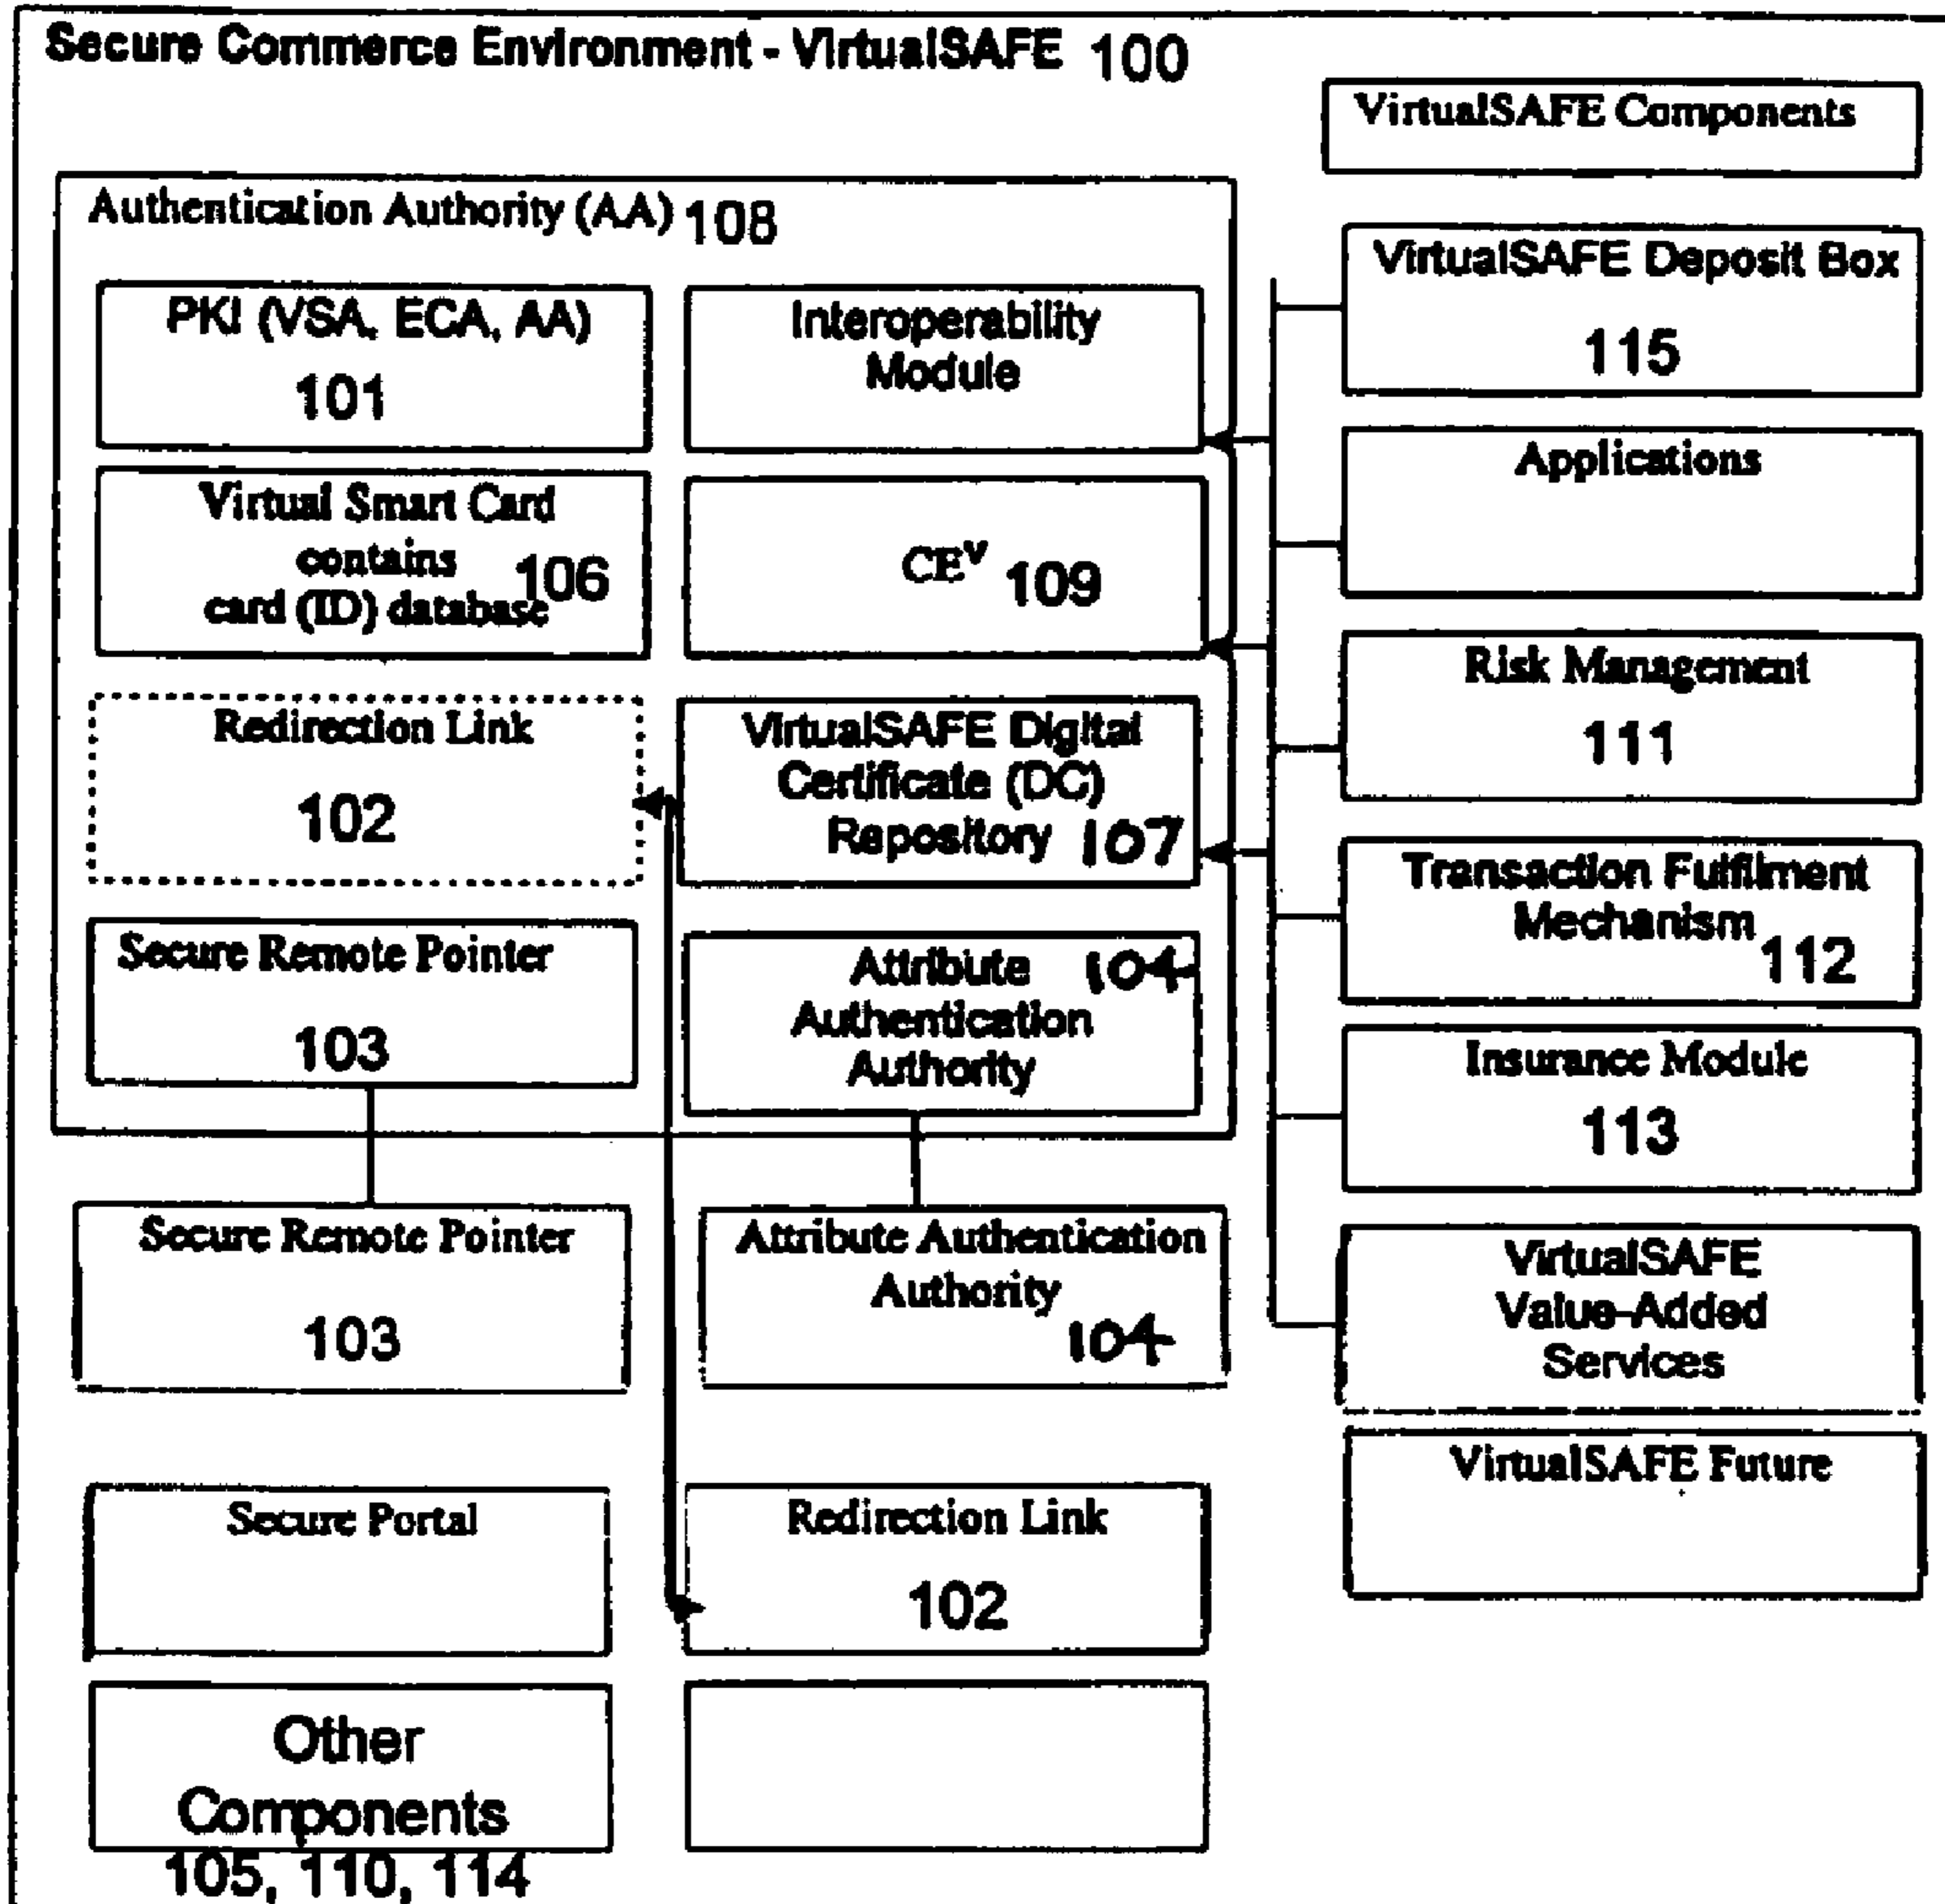 Secure Commerce Environment - VirtualSAFE 100
VirtualSAFE Components
Authentication Authority (AA) 108
PKI (VSA, ECA, AA)
101
Interoperability
Module
Virtual Smart Card
contains
card (ID) database 106
CEᵛ 109
Redirection Link
102
VirtualSAFE Digital
Certificate (DC)
Repository 107
Secure Remote Pointer
103
Attribute 104
Authentication
Authority
Secure Remote Pointer
103
Attribute Authentication
Authority
104
Secure Portal
Redirection Link
102
Other
Components
105, 110, 114
VirtualSAFE Deposit Box
115
Applications
Risk Management
111
Transaction Fulfilment
Mechanism 112
Insurance Module
113
VirtualSAFE
Value-Added
Services
VirtualSAFE Future